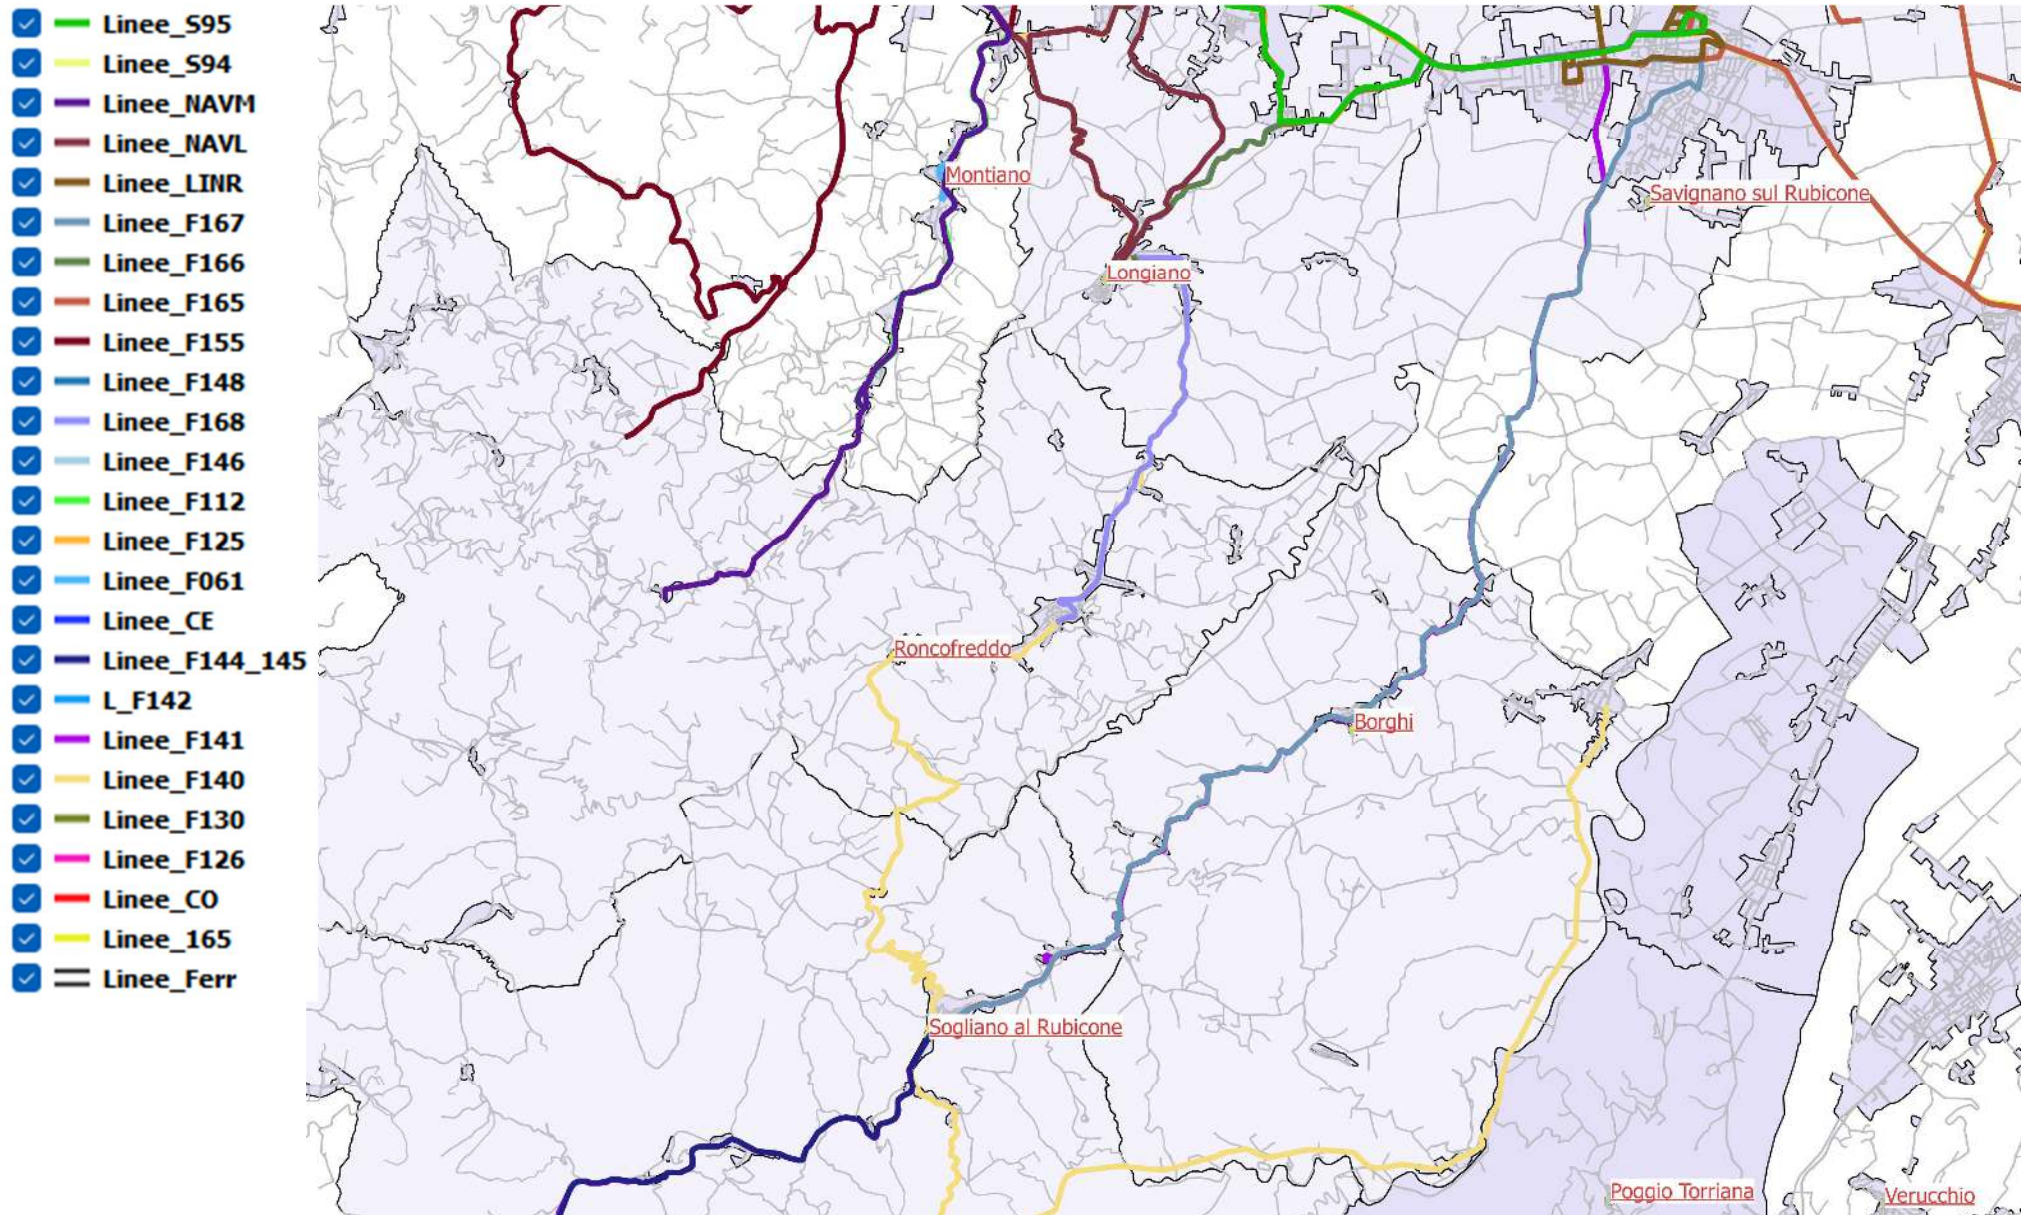 Linee_S95
Linee_S94
Linee_NAVM
Linee_NAVL
Linee_LINR
Linee_F167
Linee_F166
Linee_F165
Linee_F155
Linee_F148
Linee_F168
Linee_F146
Linee_F112
Linee_F125
Linee_F061
Linee_CE
Linee_F144_145
L_F142
Linee_F141
Linee_F140
Linee_F130
Linee_F126
Linee_CO
Linee_165
Linee_Ferr
Montiano
Savignano sul Rubicone
Longiano
Roncofreddo
Borghi
Sogliano al Rubicone
Poggio Torriana
Verucchio